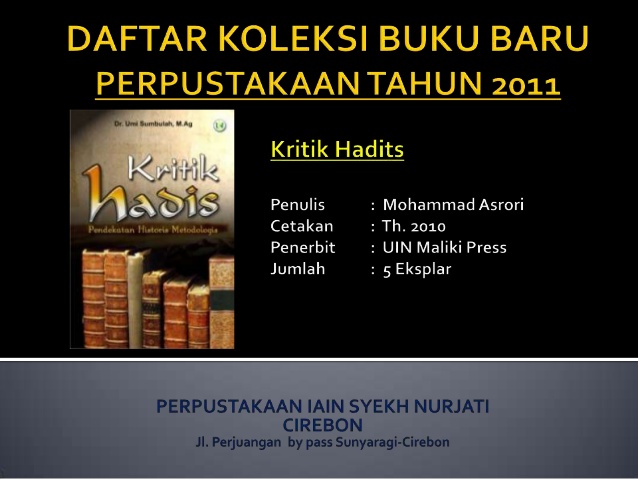 DAFTAR KOLEKSI BUKU BARU
PERPUSTAKAAN TAHUN 2011
Dr. Umi Sumbulah, M.Ag
Kritik
Hadis
Pendekatan Historis Metodologis
Kritik Hadits
Penulis : Mohammad Asrori
Cetakan : Th. 2010
Penerbit : UIN Maliki Press
Jumlah : 5 Eksplar
PERPUSTAKAAN IAIN SYEKH NURJATI
CIREBON
Jl. Perjuangan by pass Sunyaragi-Cirebon